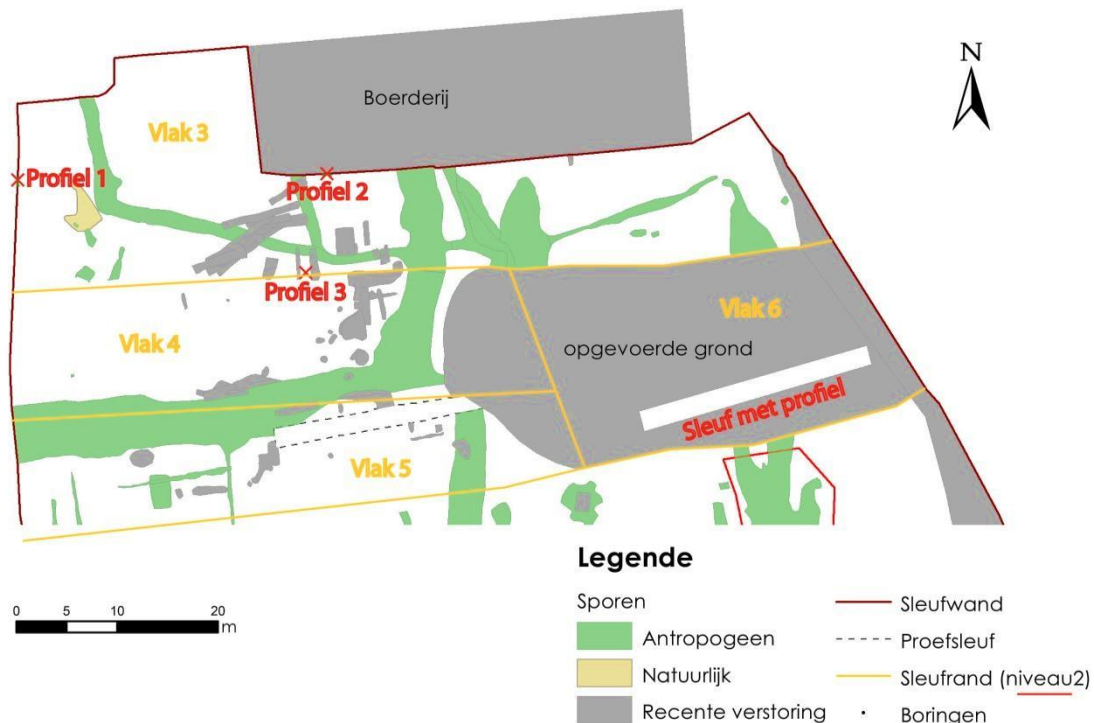 Boerderij
N
Vlak 3
Profiel 1
Profiel 2
Profiel 3
Vlak 4
Vlak 6
opgevoerde grond
Sleuf met profiel
Vlak 5
Legende
Sporen
Antropogeen
Natuurlijk
Recente verstoring
Sleufwand
Proefsleuf
Sleufrand (niveau2)
Boringen
0 5 10 20
m